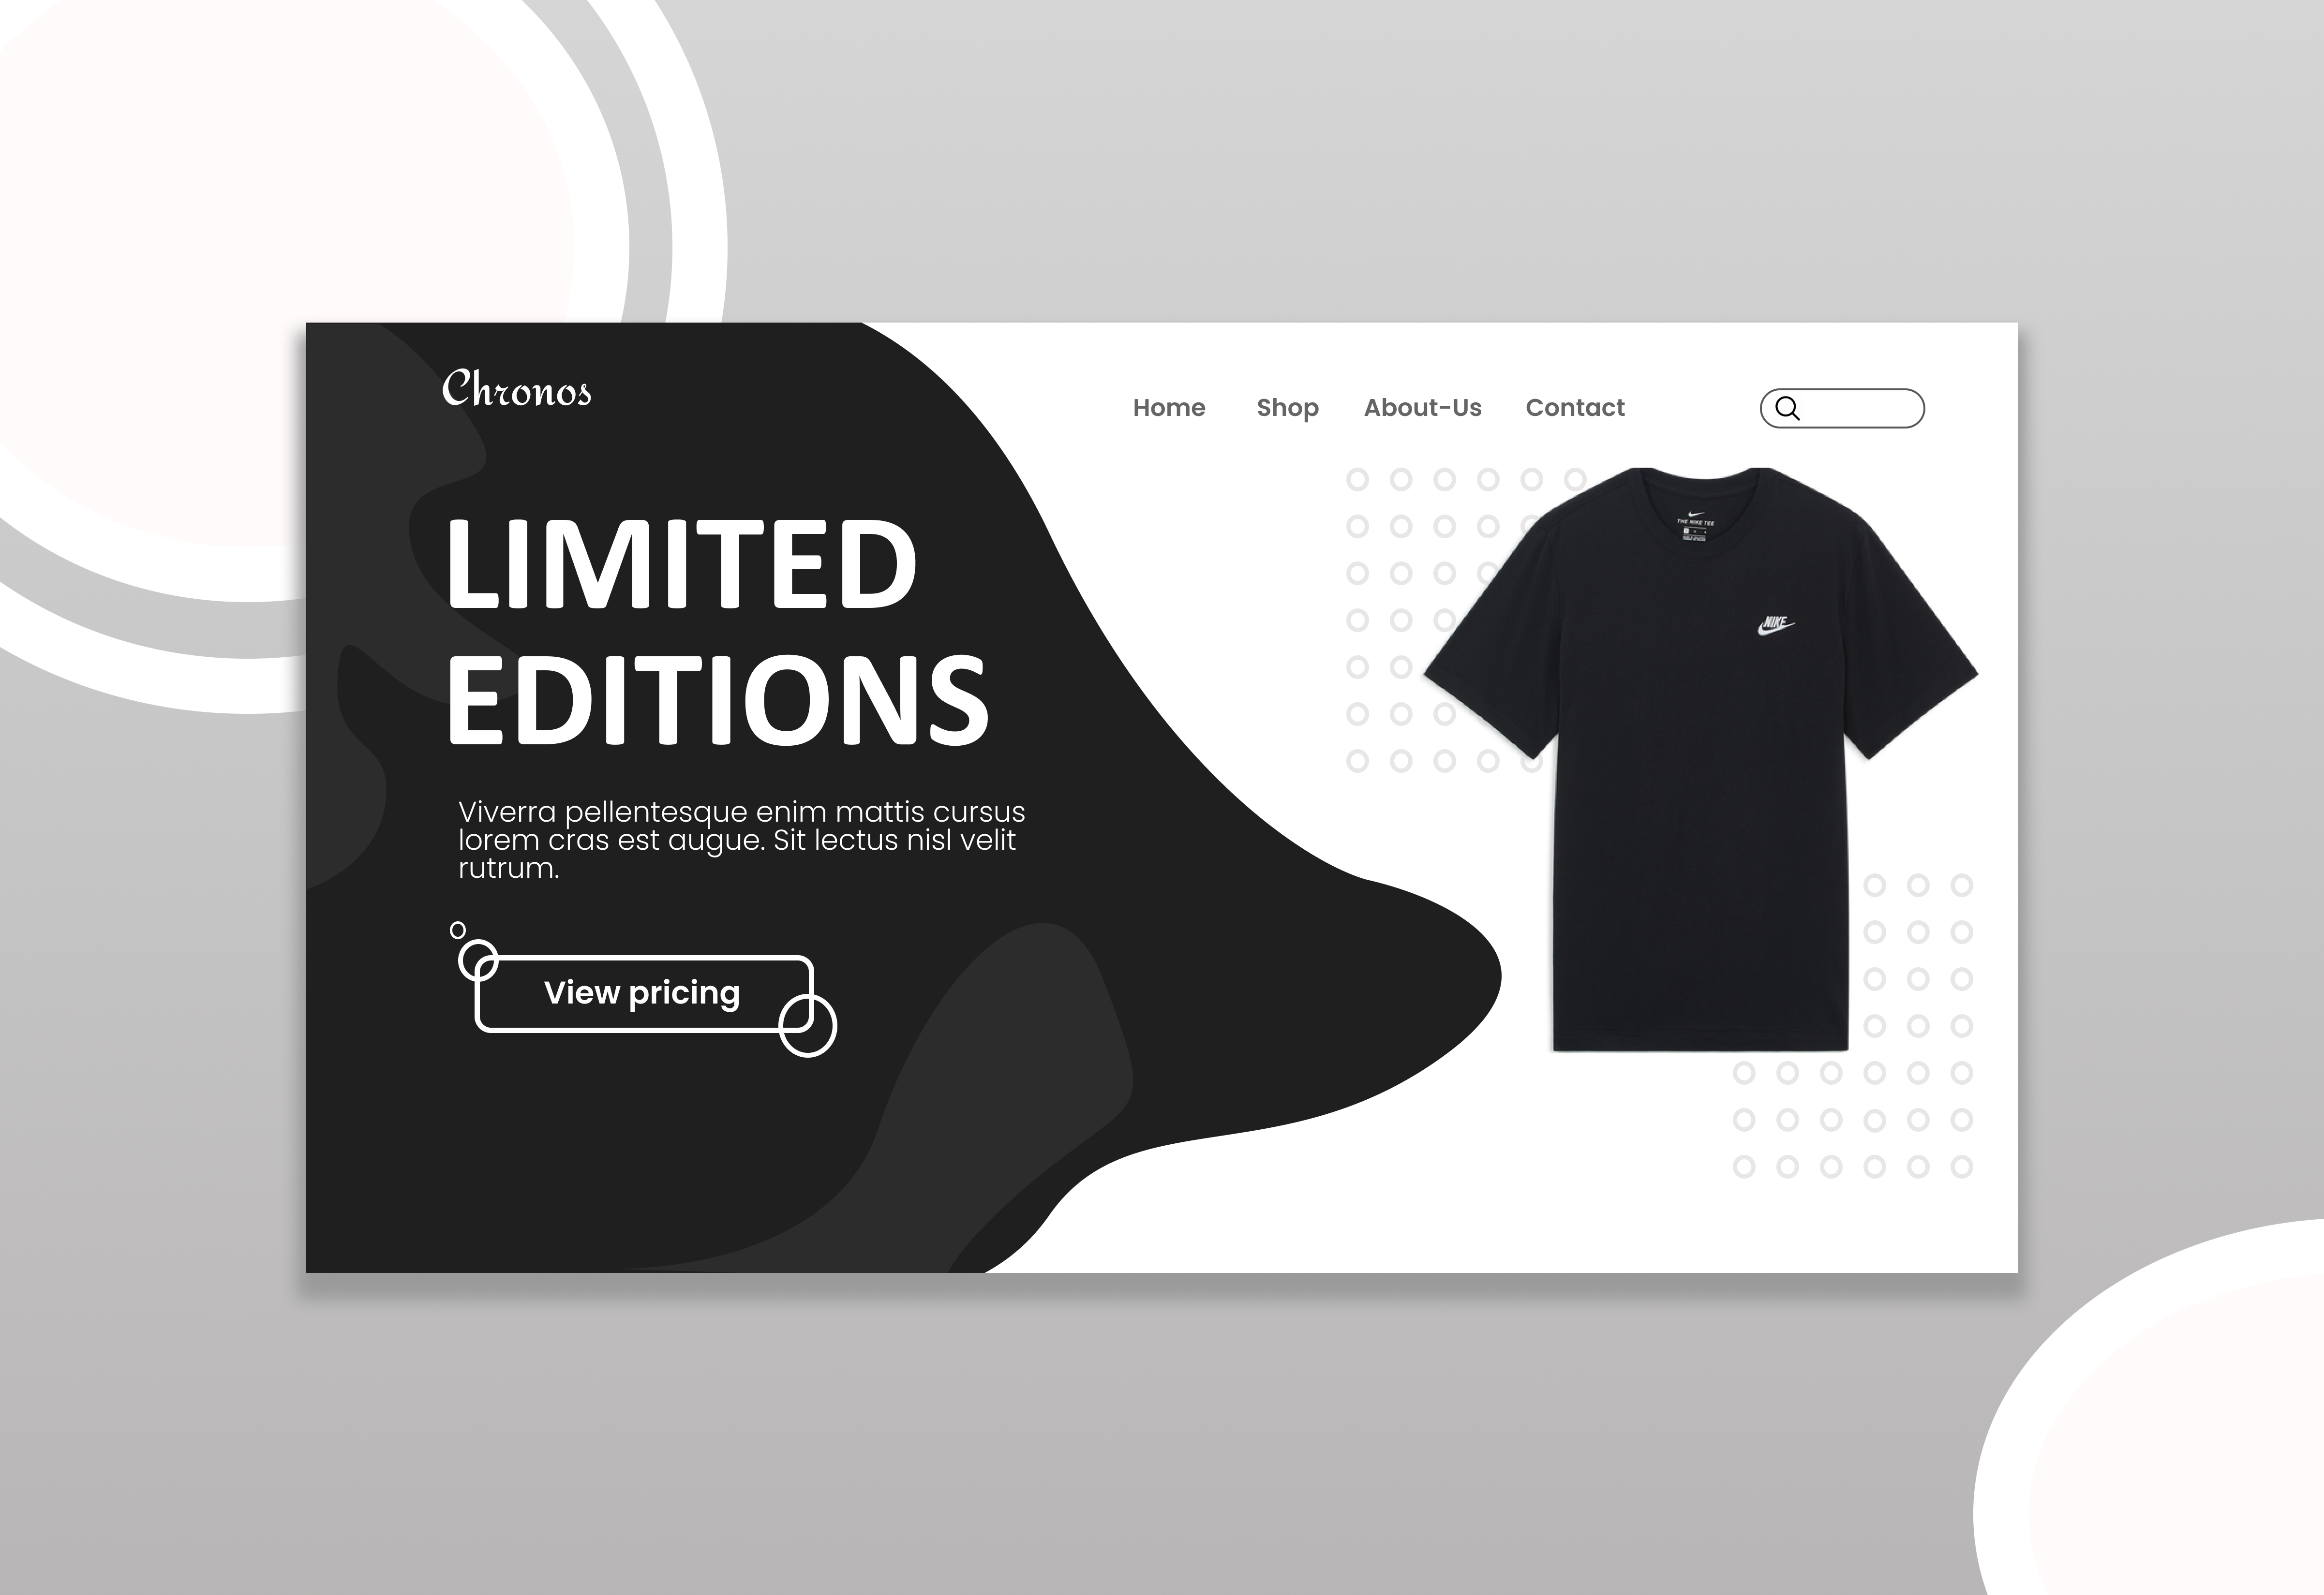 Chronos
Home Shop About-Us Contact
LIMITED
EDITIONS
THE NIKE TEE
NIKE
Viverra pellentesque enim mattis cursus
lorem cras est augue. Sit lectus nisl velit
rutrum.
View pricing